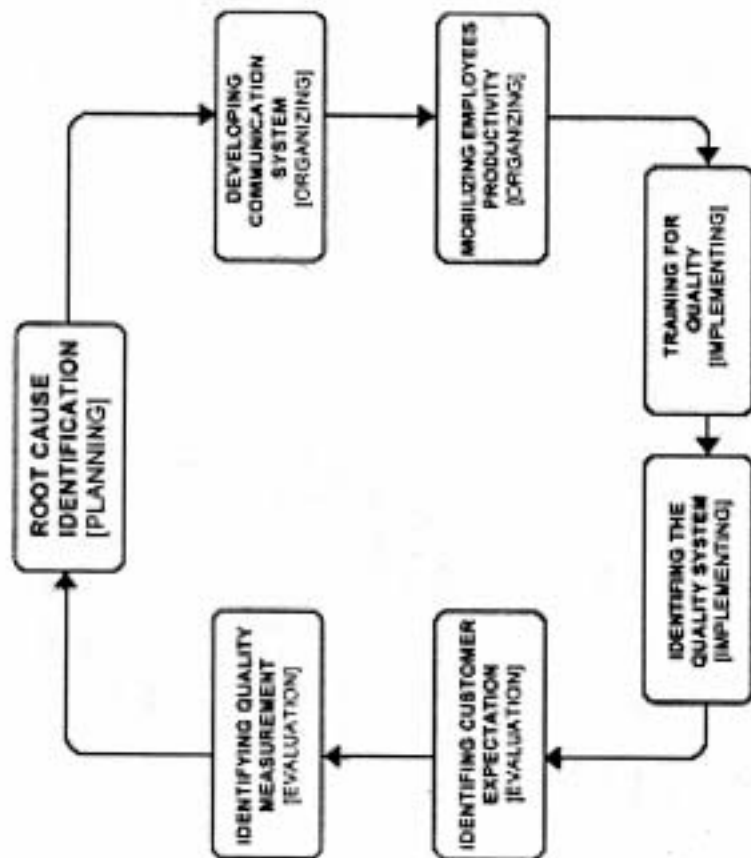 ROOT CAUSE
IDENTIFICATION
[PLANNING]
DEVELOPING
COMMUNICATION
SYSTEM
[ORGANIZING]
MOBILIZING EMPLOYEES
PRODUCTIVITY
[ORGANIZING]
TRAINING FOR
QUALITY
[IMPLEMENTING]
IDENTIFING THE
QUALITY SYSTEM
[IMPLEMENTING]
IDENTIFING CUSTOMER
EXPECTATION
[EVALUATION]
IDENTIFYING QUALITY
MEASUREMENT
[EVALUATION]